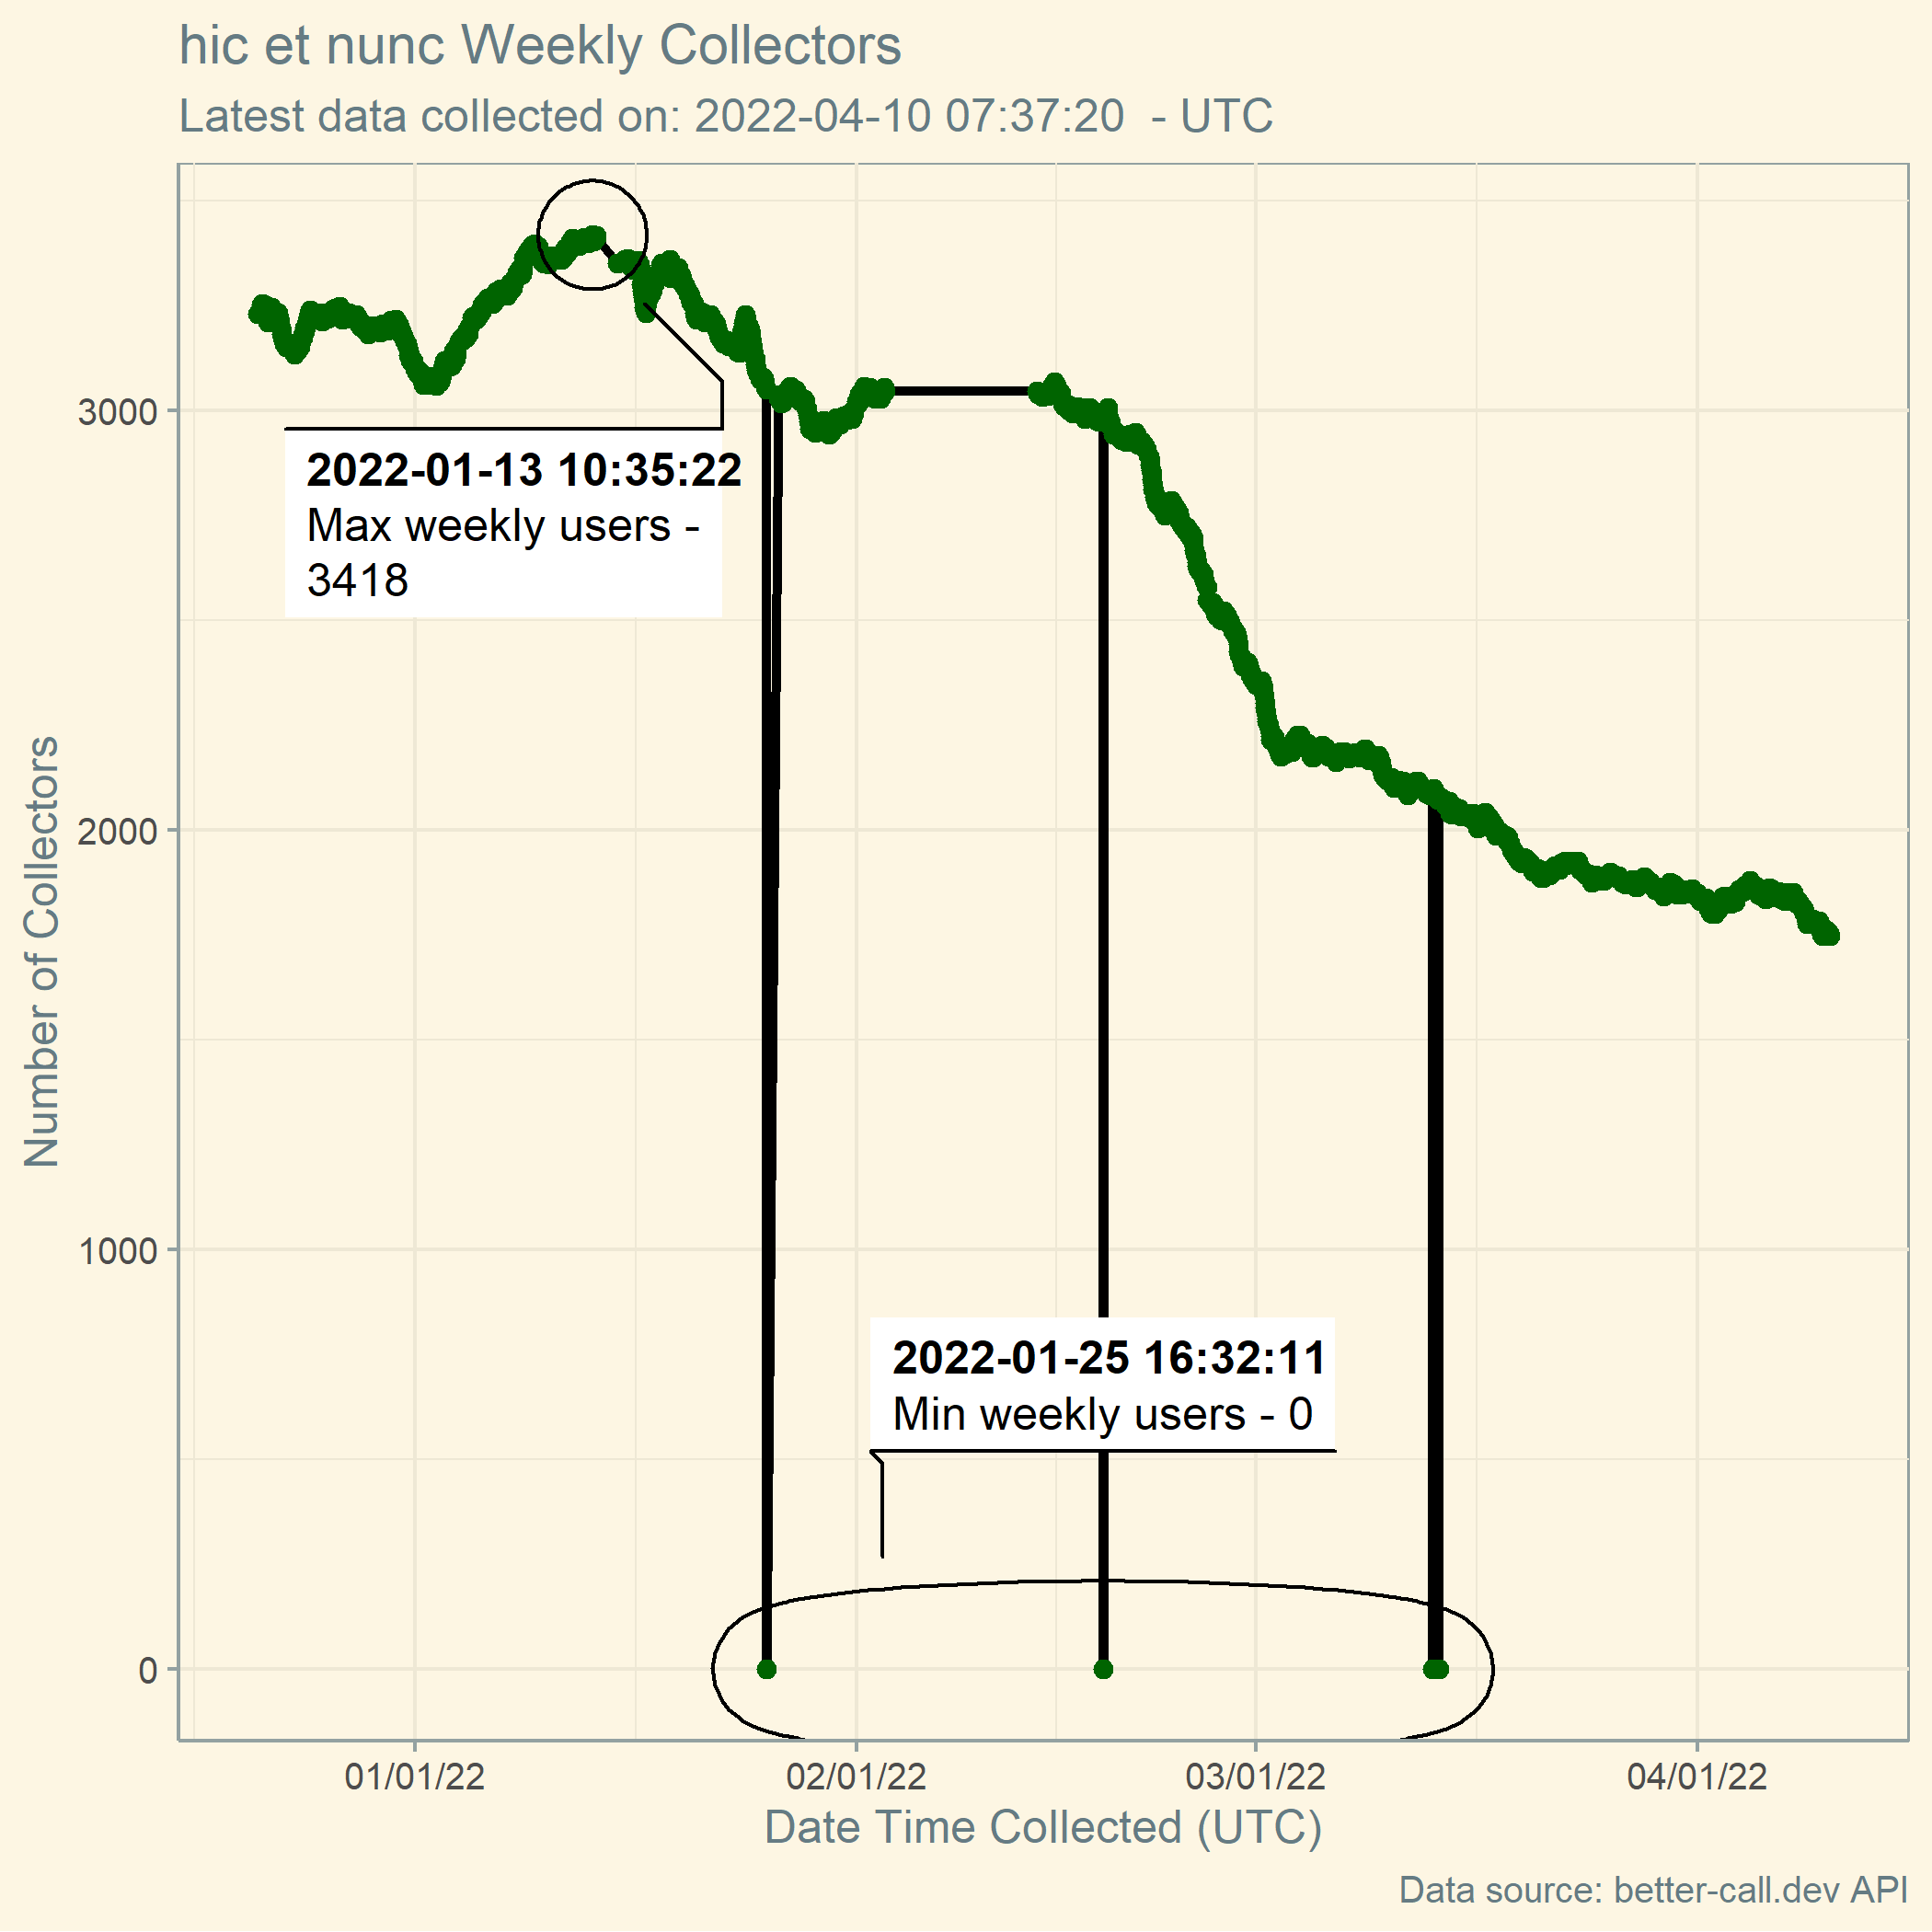 hic et nunc Weekly Collectors
Latest data collected on: 2022-04-10 07:37:20  - UTC
Number of Collectors
3000
2000
1000
0
2022-01-13 10:35:22
Max weekly users -
3418
2022-01-25 16:32:11
Min weekly users - 0
01/01/22
02/01/22
03/01/22
04/01/22
Date Time Collected (UTC)
Data source: better-call.dev API